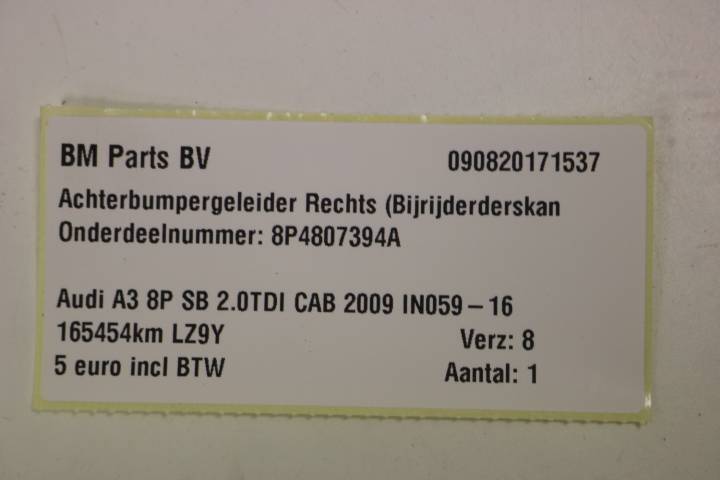 BM Parts BV 090820171537
Achterbumpergeleider Rechts (Bijrijderderskan
Onderdeelnummer: 8P4807394A
Audi A3 8P SB 2.0TDI CAB 2009 IN059-16
165454km LZ9Y Verz: 8
5 euro incl BTW Aantal: 1